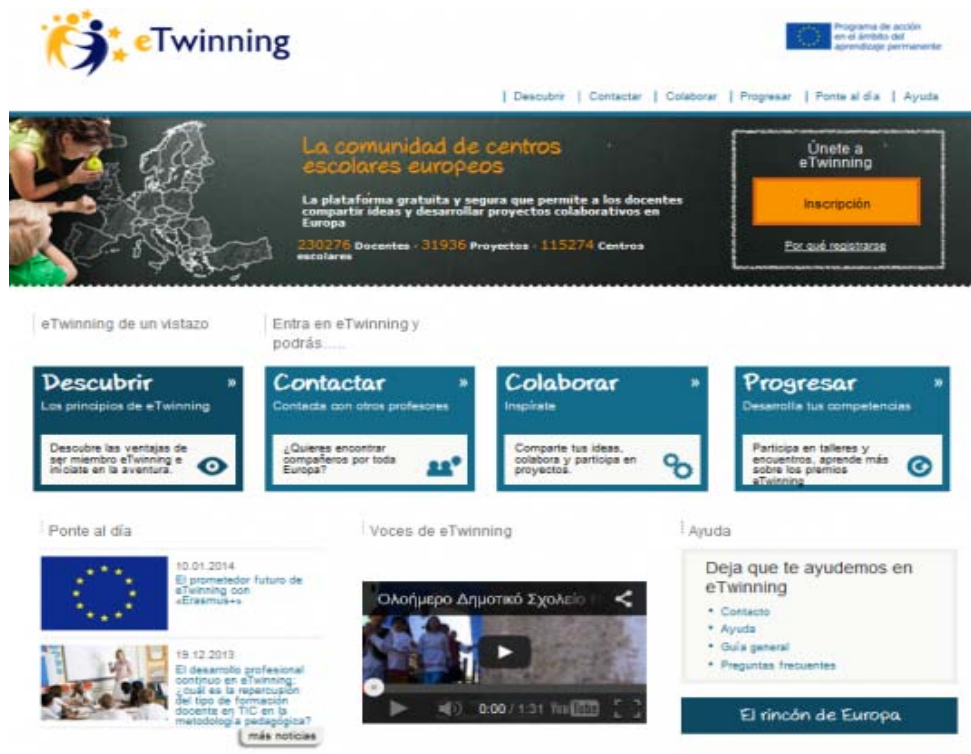 eTwinning
Programa de acción
en el ámbito del
aprendizaje permanente
| Descubrir | Contactar | Colaborar | Progresar | Ponte al día | Ayuda
La comunidad de centros
escolares europeos
La plataforma gratuita y segura que permite a los docentes
compartir ideas y desarrollar proyectos colaborativos en
Europa
230276 Docentes · 31936 Proyectos · 115274 Centros
escolares
Únete a
eTwinning
Inscripción
Por qué registrarse
eTwinning de un vistazo
Entra en eTwinning y
podrás.....
Descubrir »
Los principios de eTwinning
Descubre las ventajas de
ser miembro eTwinning e
iníciate en la aventura.
Contactar »
Contacta con otros profesores
¿Quieres encontrar
compañeros por toda
Europa?
Colaborar »
Inspírate
Comparte tus ideas,
colabora y participa en
proyectos.
Progresar »
Desarrolla tus competencias
Participa en talleres y
encuentros, aprende más
sobre los premios
eTwinning
Ponte al día
10.01.2014
El prometedor futuro de
eTwinning con
«Erasmus+»
19.12.2013
El desarrollo profesional
continuo en eTwinning:
¿cuál es la repercusión
del tipo de formación
docente en TIC en la
metodología pedagógica?
más noticias
Voces de eTwinning
Ολοήμερο Δημοτικό Σχολείο
0:00 / 1:31 YouTube
Ayuda
Deja que te ayudemos en
eTwinning
• Contacto
• Ayuda
• Guía general
• Preguntas frecuentes
El rincón de Europa